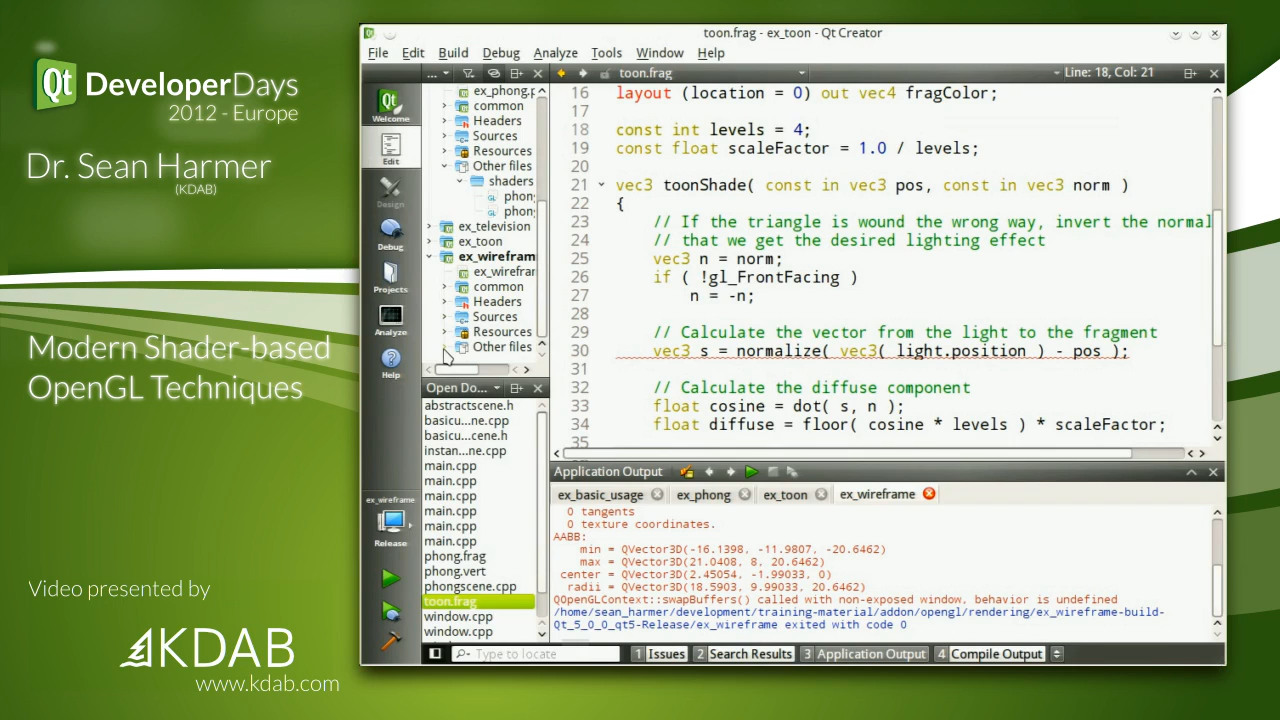 Qt DeveloperDays
2012 - Europe
Dr. Sean Harmer
(KDAB)
Modern Shader-based
OpenGL Techniques
Video presented by
KDAB
www.kdab.com
toon.frag - ex_toon - Qt Creator
File Edit Build Debug Analyze Tools Window Help
toon.frag
Line: 18, Col: 21
Qt
Welcome
Edit
Design
Debug
Projects
Analyze
Help
ex_wireframe
Release
ex_phong.p
common
Headers
Sources
Resources
Other files
shaders
phon
phon
ex_television
ex_toon
ex_wirefram
ex_wirefrar
common
Headers
Sources
Resources
Other files
Open Do...
abstractscene.h
basicu...ne.cpp
basicu...cene.h
instan...ne.cpp
main.cpp
main.cpp
main.cpp
main.cpp
main.cpp
main.cpp
phong.frag
phong.vert
phongscene.cpp
toon.frag
window.cpp
window.cpp
16 layout (location = 0) out vec4 fragColor;
17
18 const int levels = 4;
19 const float scaleFactor = 1.0 / levels;
20
21 vec3 toonShade( const in vec3 pos, const in vec3 norm )
22 {
23 // If the triangle is wound the wrong way, invert the normal
24 // that we get the desired lighting effect
25 vec3 n = norm;
26 if ( !gl_FrontFacing )
27 n = -n;
28
29 // Calculate the vector from the light to the fragment
30 vec3 s = normalize( vec3( light.position ) - pos );
31
32 // Calculate the diffuse component
33 float cosine = dot( s, n );
34 float diffuse = floor( cosine * levels ) * scaleFactor;
35
Application Output
ex_basic_usage ex_phong ex_toon ex_wireframe
0 tangents
0 texture coordinates.
AABB:
min = QVector3D(-16.1398, -11.9807, -20.6462)
max = QVector3D(21.0408, 8, 20.6462)
center = QVector3D(2.45054, -1.99033, 0)
radii = QVector3D(18.5903, 9.99033, 20.6462)
QOpenGLContext::swapBuffers() called with non-exposed window, behavior is undefined
/home/sean_harmer/development/training-material/addon/opengl/rendering/ex_wireframe-build-
Qt_5_0_0_qt5-Release/ex_wireframe exited with code 0
Type to locate
1 Issues 2 Search Results 3 Application Output 4 Compile Output